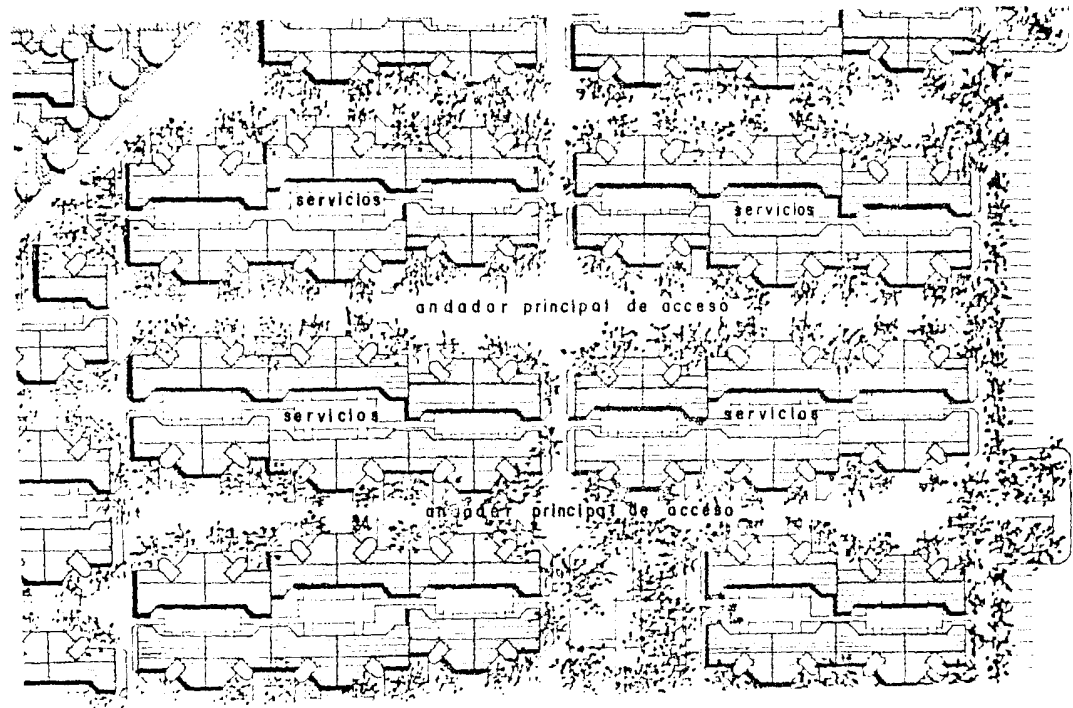 servicios
servicios
andador principal de acceso
servicios
servicios
andador principal de acceso